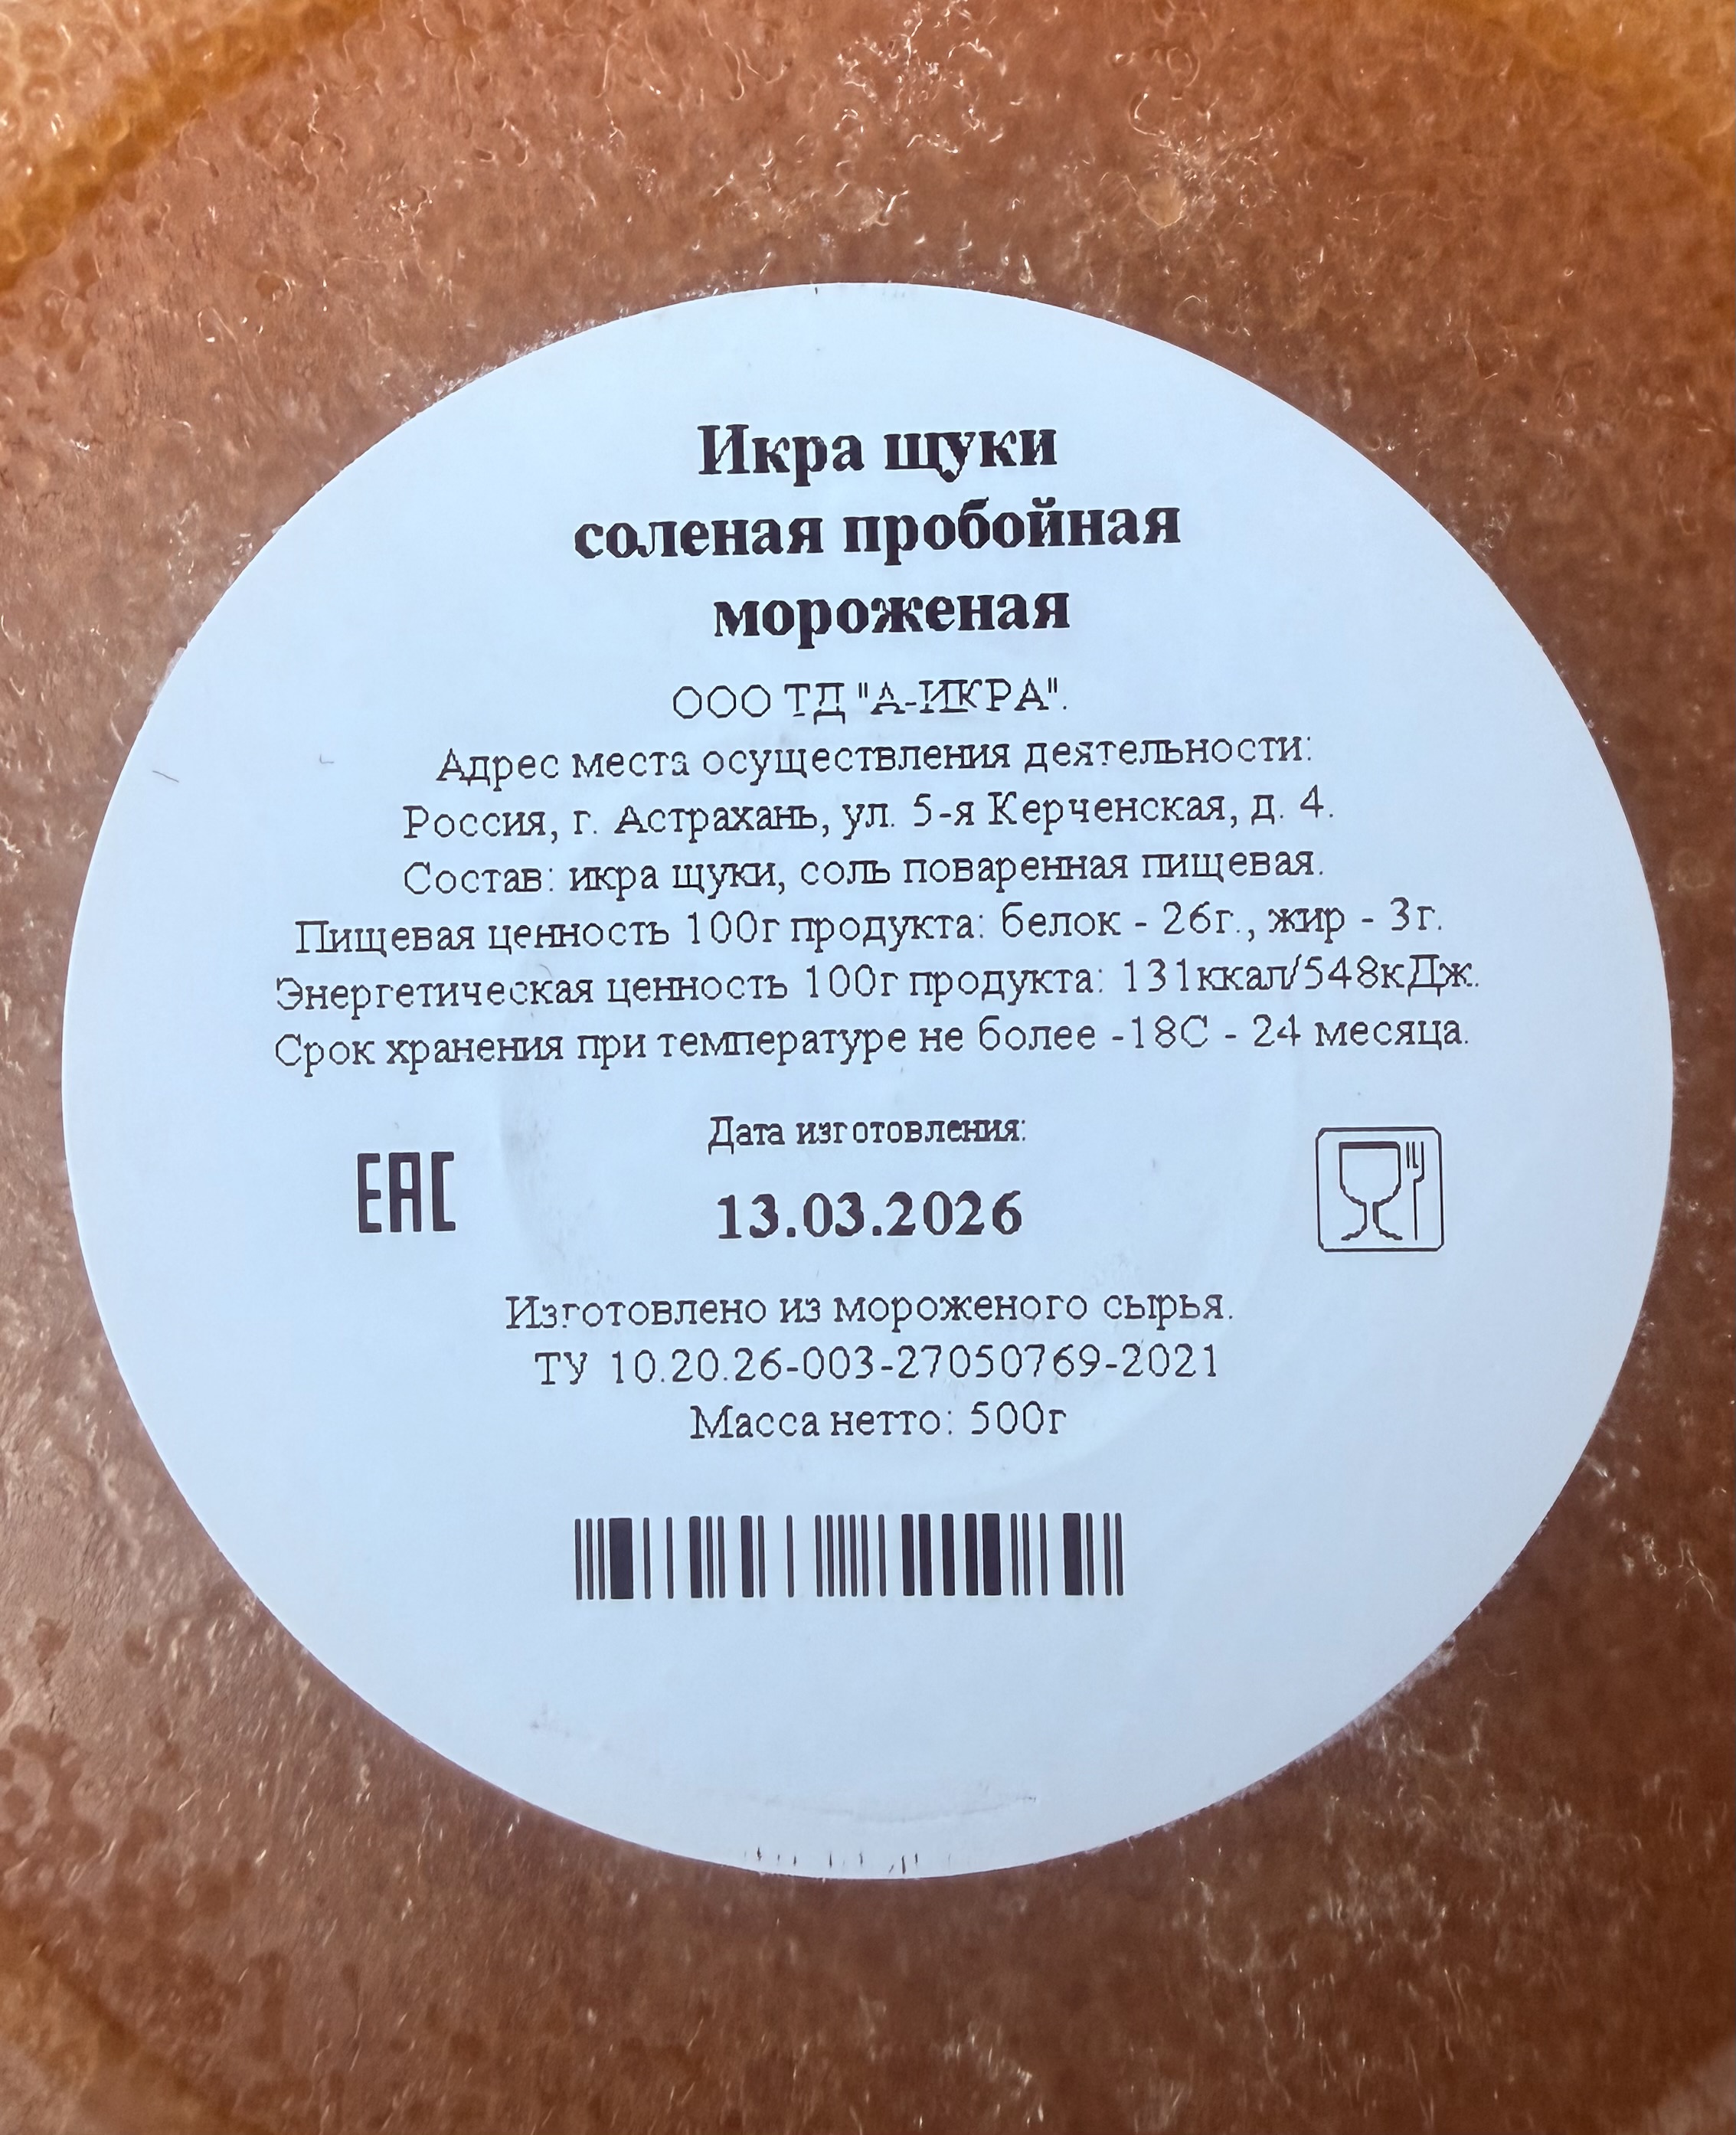 Икра щуки
соленая пробойная
мороженая
ООО ТД "А-ИКРА".
Адрес места осуществления деятельности:
Россия, г. Астрахань, ул. 5-я Керченская, д. 4.
Состав: икра щуки, соль поваренная пищевая.
Пищевая ценность 100г продукта: белок - 26г., жир - 3г.
Энергетическая ценность 100г продукта: 131ккал/548кДж.
Срок хранения при температуре не более -18С - 24 месяца.
Дата изготовления:
EAC
13.03.2026
Изготовлено из мороженого сырья.
ТУ 10.20.26-003-27050769-2021
Масса нетто: 500г